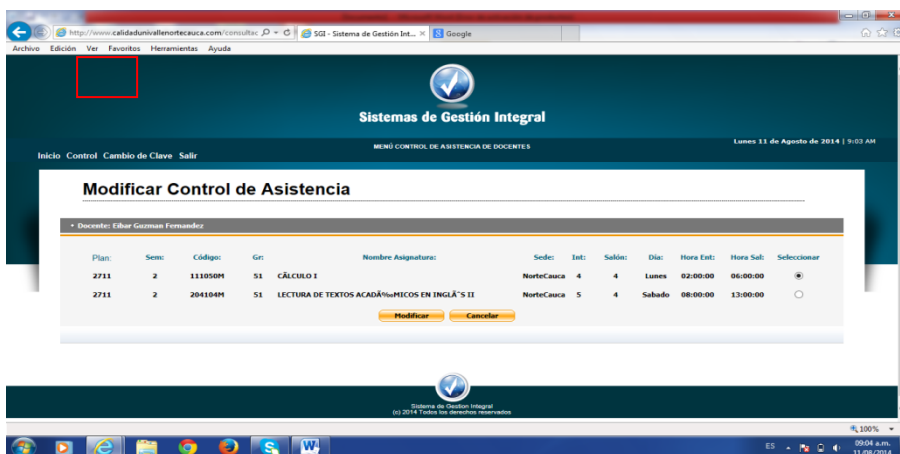 http://www.calidadunivallenortecauca.com/consultac
SGI - Sistema de Gestión Int...
Google
Archivo Edición Ver Favoritos Herramientas Ayuda
Sistemas de Gestión Integral
MENÚ CONTROL DE ASISTENCIA DE DOCENTES
Lunes 11 de Agosto de 2014 | 9:03 AM
Inicio Control Cambio de Clave Salir
Modificar Control de Asistencia
• Docente: Eibar Guzman Fernandez
Plan: Sem: Código: Gr: Nombre Asignatura: Sede: Int: Salón: Día: Hora Ent: Hora Sal: Seleccionar
2711 2 111050M 51 CÃLCULO I NorteCauca 4 4 Lunes 02:00:00 06:00:00
2711 2 204104M 51 LECTURA DE TEXTOS ACADÃ‰MICOS EN INGLÃˆS II NorteCauca 5 4 Sabado 08:00:00 13:00:00
Modificar Cancelar
Sistema de Gestion Integral
(c) 2014 Todos los derechos reservados
100%
ES 09:04 a.m.
11/08/2014